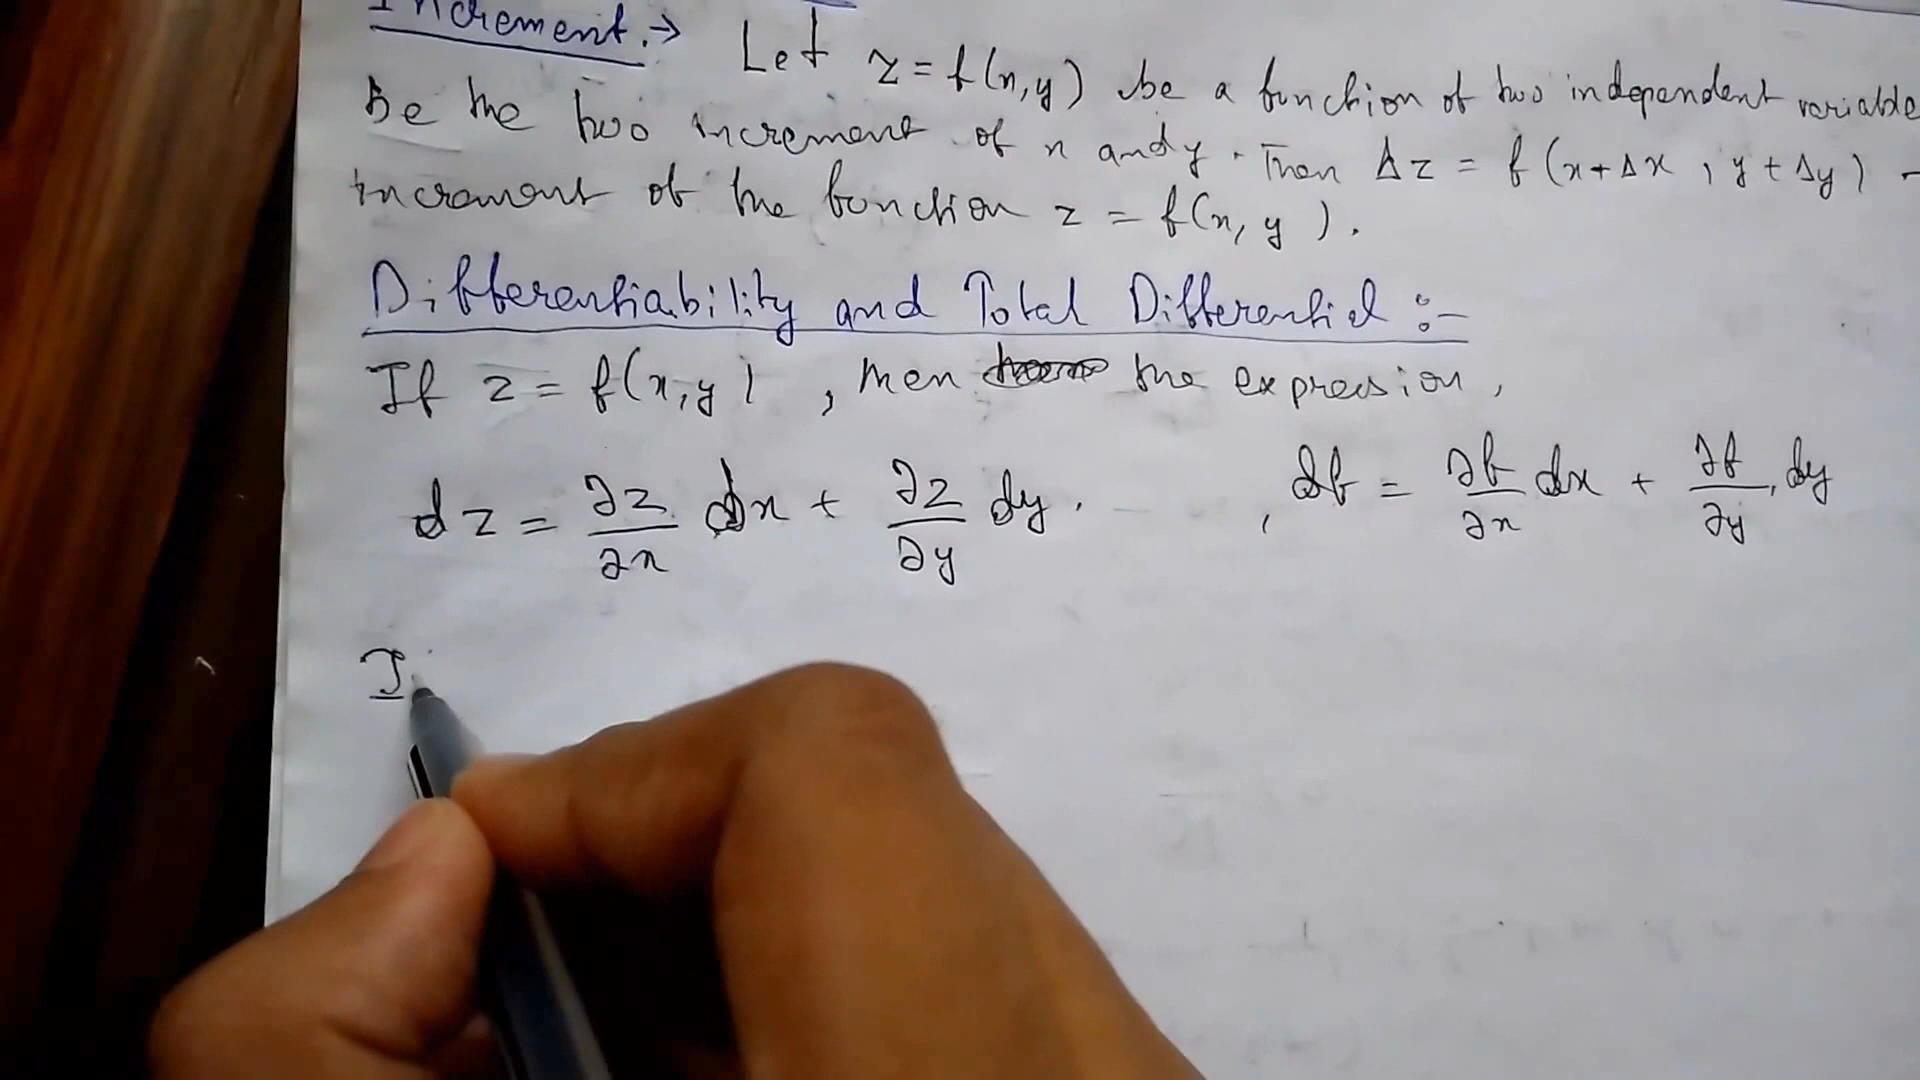 Increment :→ Let z = f(x,y) be a function of two independent variable
be the two increment of x and y. Then Δz = f(x+Δx, y+Δy) -
increment of the function z = f(x, y).
Differentiability and Total Differential :-
If z = f(x,y), then the expression,
dz = ∂z/∂x dx + ∂z/∂y dy. , df = ∂f/∂x dx + ∂f/∂y . dy
I